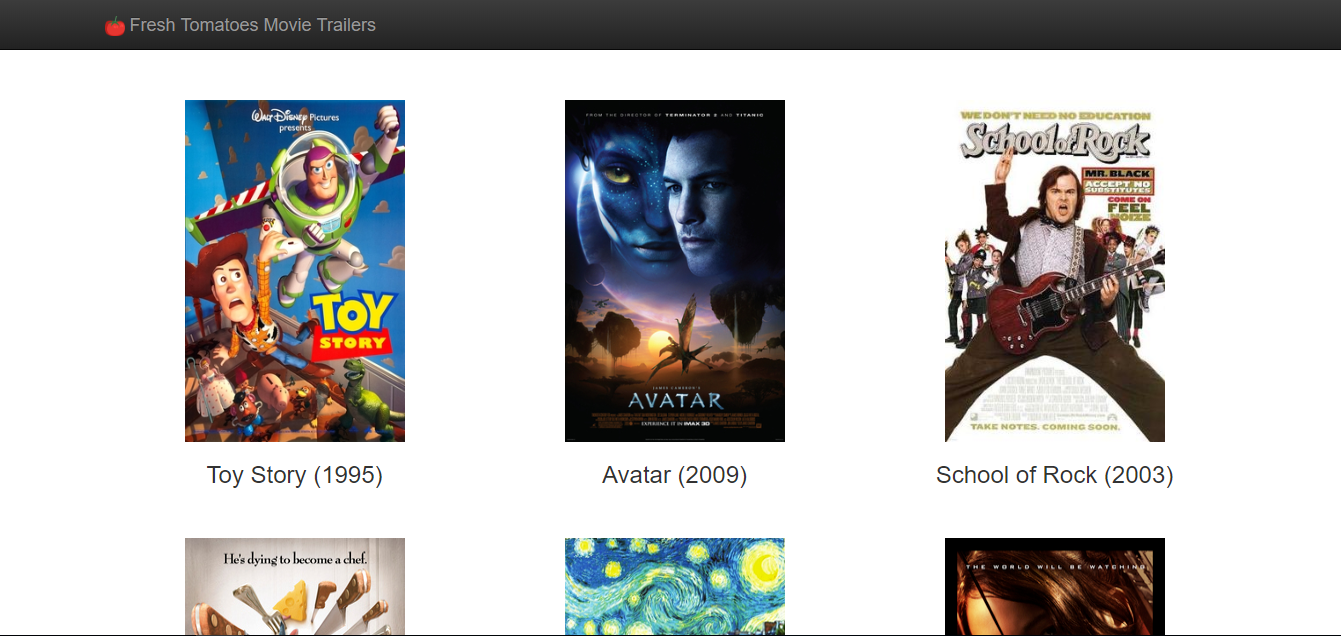 Fresh Tomatoes Movie Trailers
WALT DISNEY Pictures
presents
TOY
STORY
FROM THE DIRECTOR OF TERMINATOR 2 AND TITANIC
JAMES CAMERON'S
AVATAR
EXPERIENCE IT IN IMAX 3D
WE DON'T NEED NO EDUCATION
School of Rock
MR. BLACK
ACCEPT NO
SUBSTITUTES
COME ON
FEEL
NOIZE
TAKE NOTES. COMING SOON.
Toy Story (1995)
Avatar (2009)
School of Rock (2003)
He's dying to become a chef.
THE WORLD WILL BE WATCHING